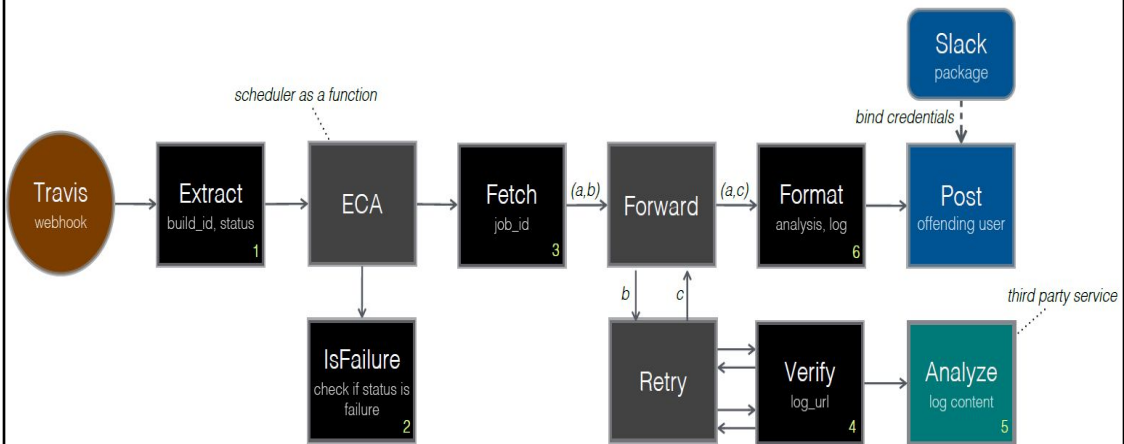 Slack
package
scheduler as a function
bind credentials
Travis
webhook
Extract
build_id, status
1
ECA
Fetch
job_id
3
(a,b)
Forward
(a,c)
Format
analysis, log
6
Post
offending user
b
c
third party service
IsFailure
check if status is
failure
2
Retry
Verify
log_url
4
Analyze
log content
5